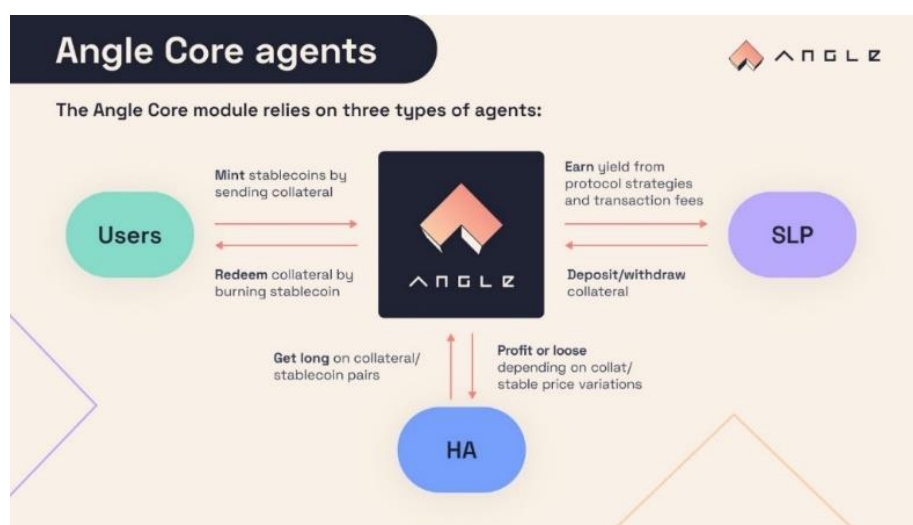 Angle Core agents
ANGLE
The Angle Core module relies on three types of agents:
Mint stablecoins by
sending collateral
Earn yield from
protocol strategies
and transaction fees
Users
ANGLE
SLP
Redeem collateral by
burning stablecoin
Deposit/withdraw
collateral
Get long on collateral/
stablecoin pairs
Profit or loose
depending on collat/
stable price variations
HA